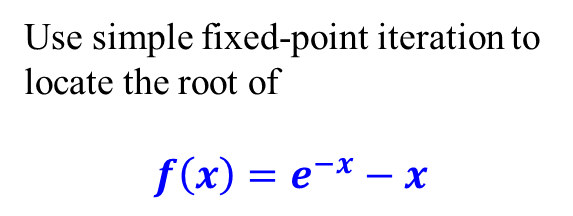 Use simple fixed-point iteration to
locate the root of
f(x) = e^{-x} − x